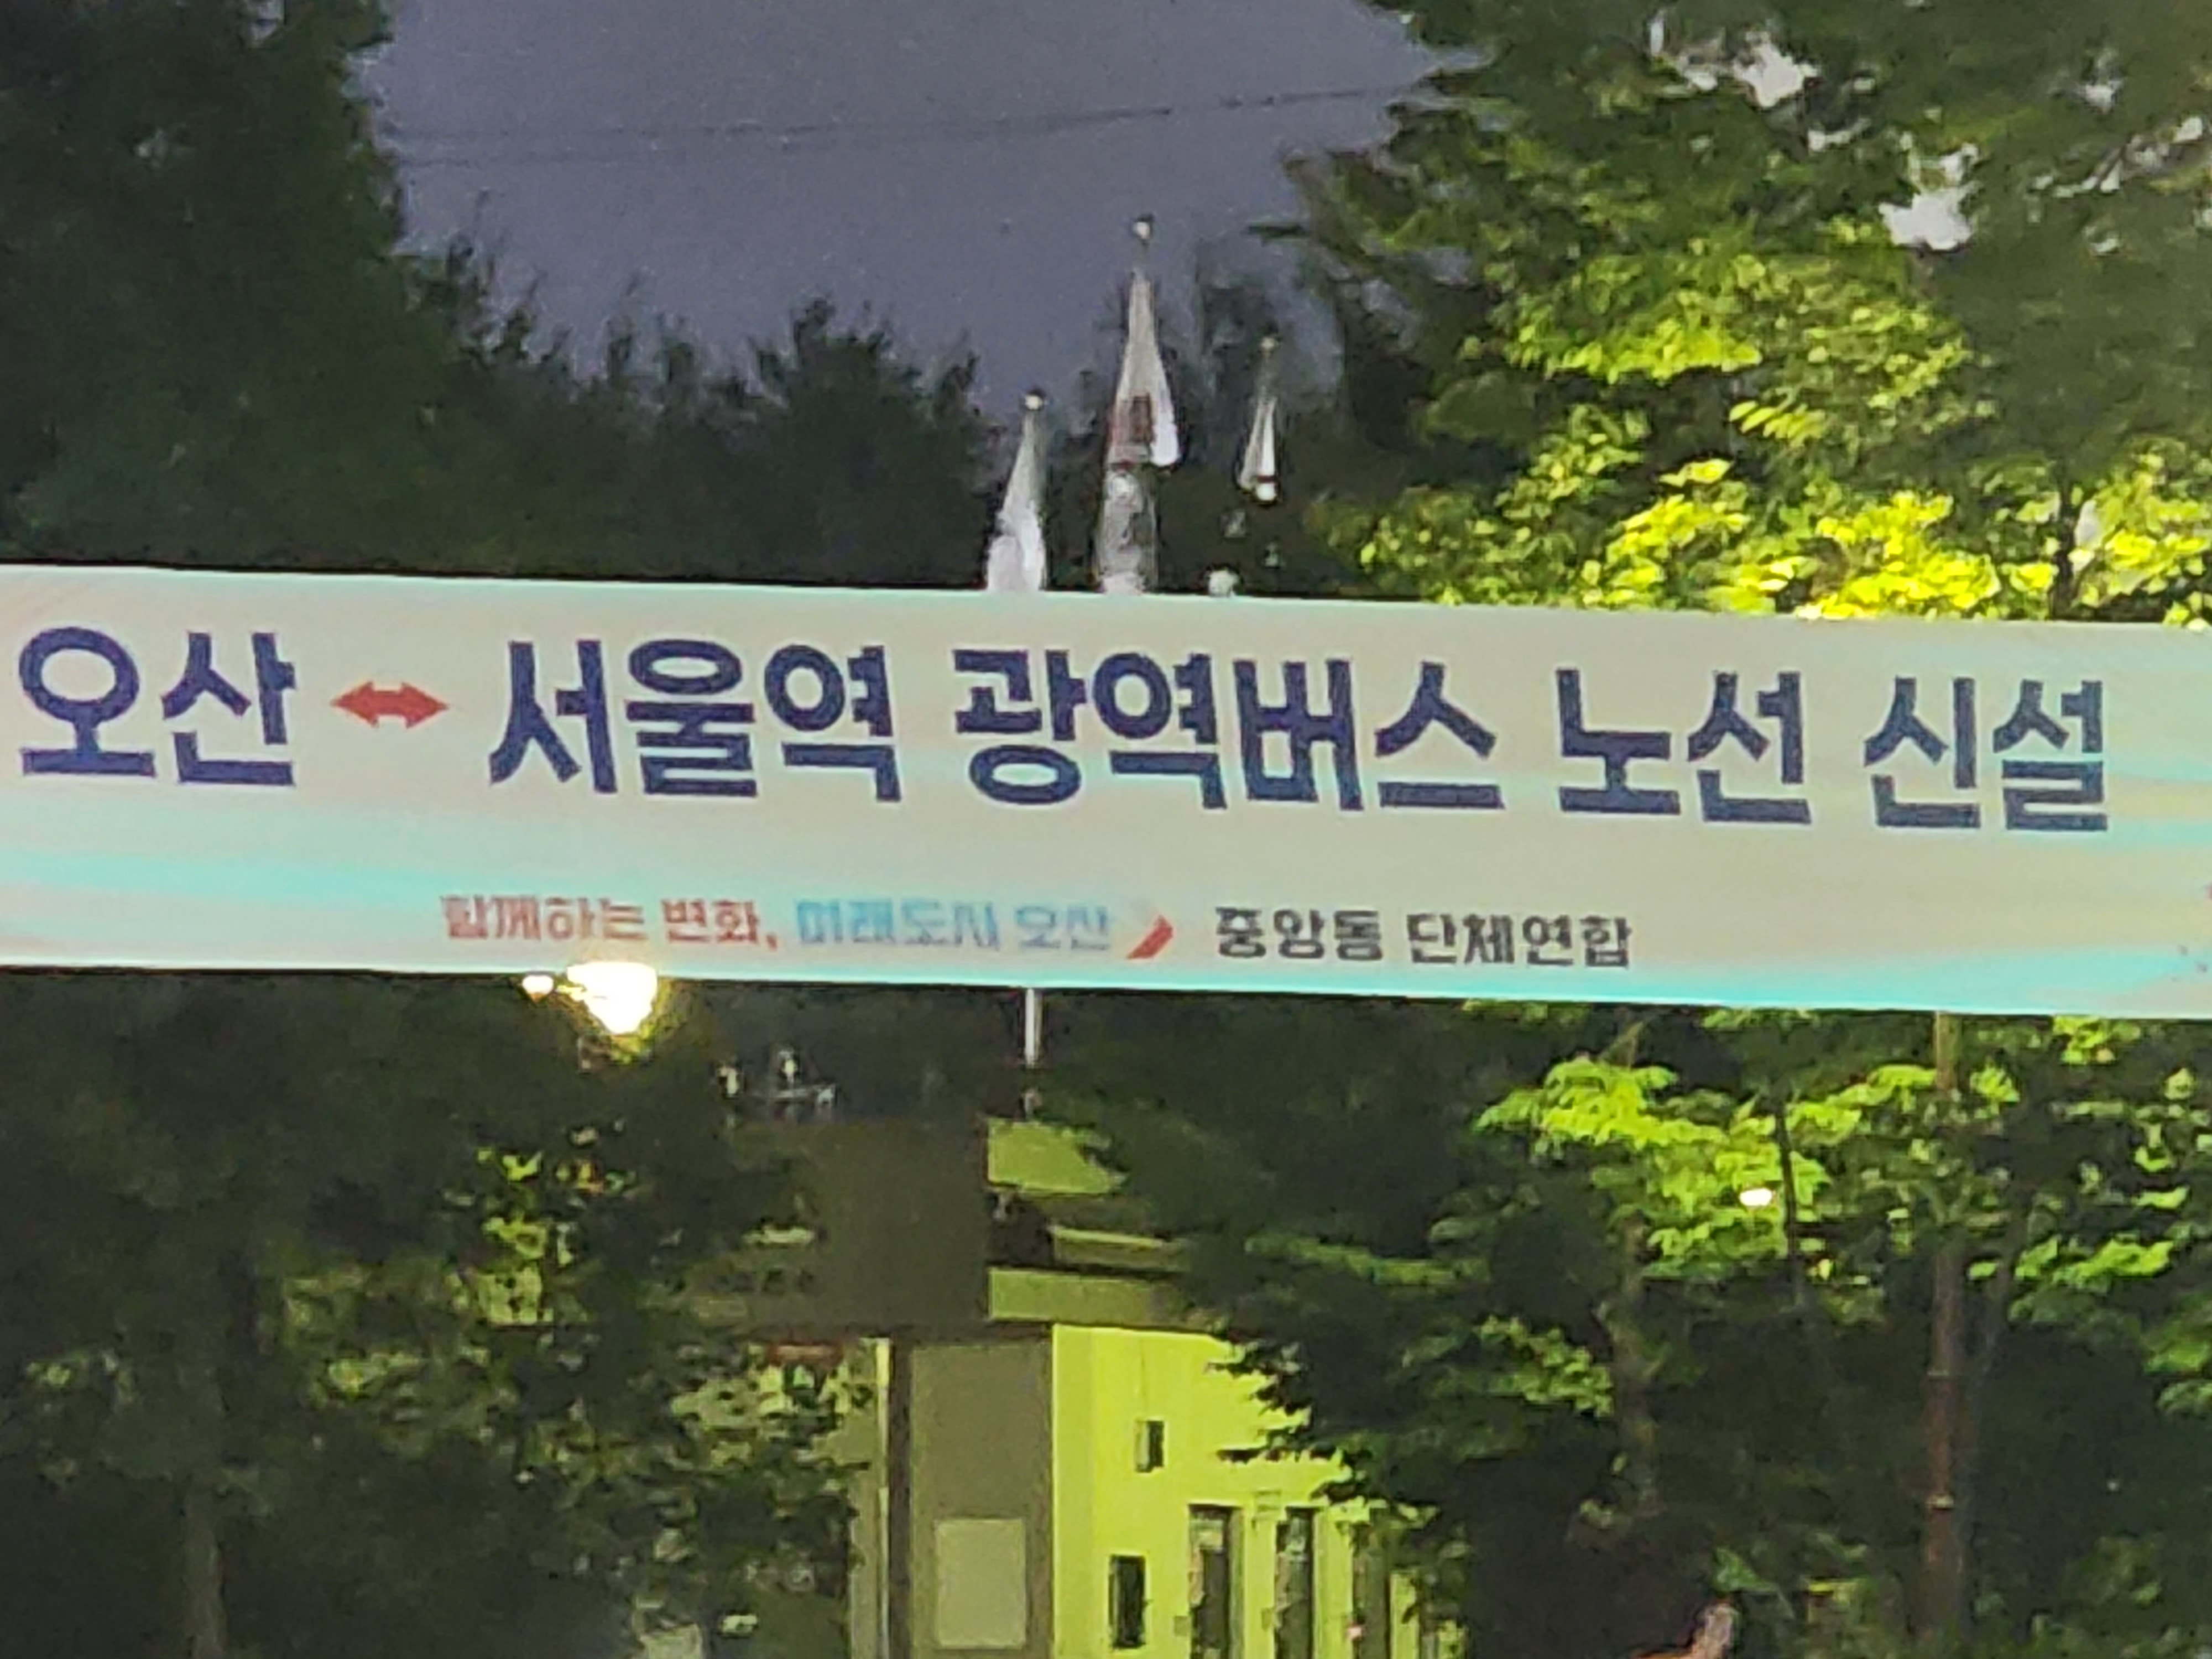 오산 ↔ 서울역 광역버스 노선 신설
함께하는 변화, 미래도시 오산 중앙동 단체연합